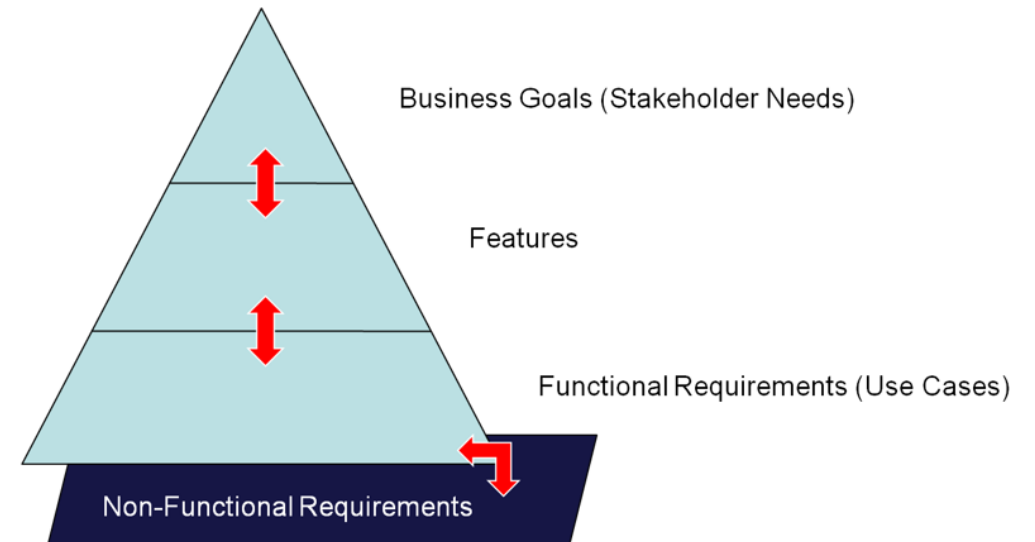 Business Goals (Stakeholder Needs)
Features
Functional Requirements (Use Cases)
Non-Functional Requirements